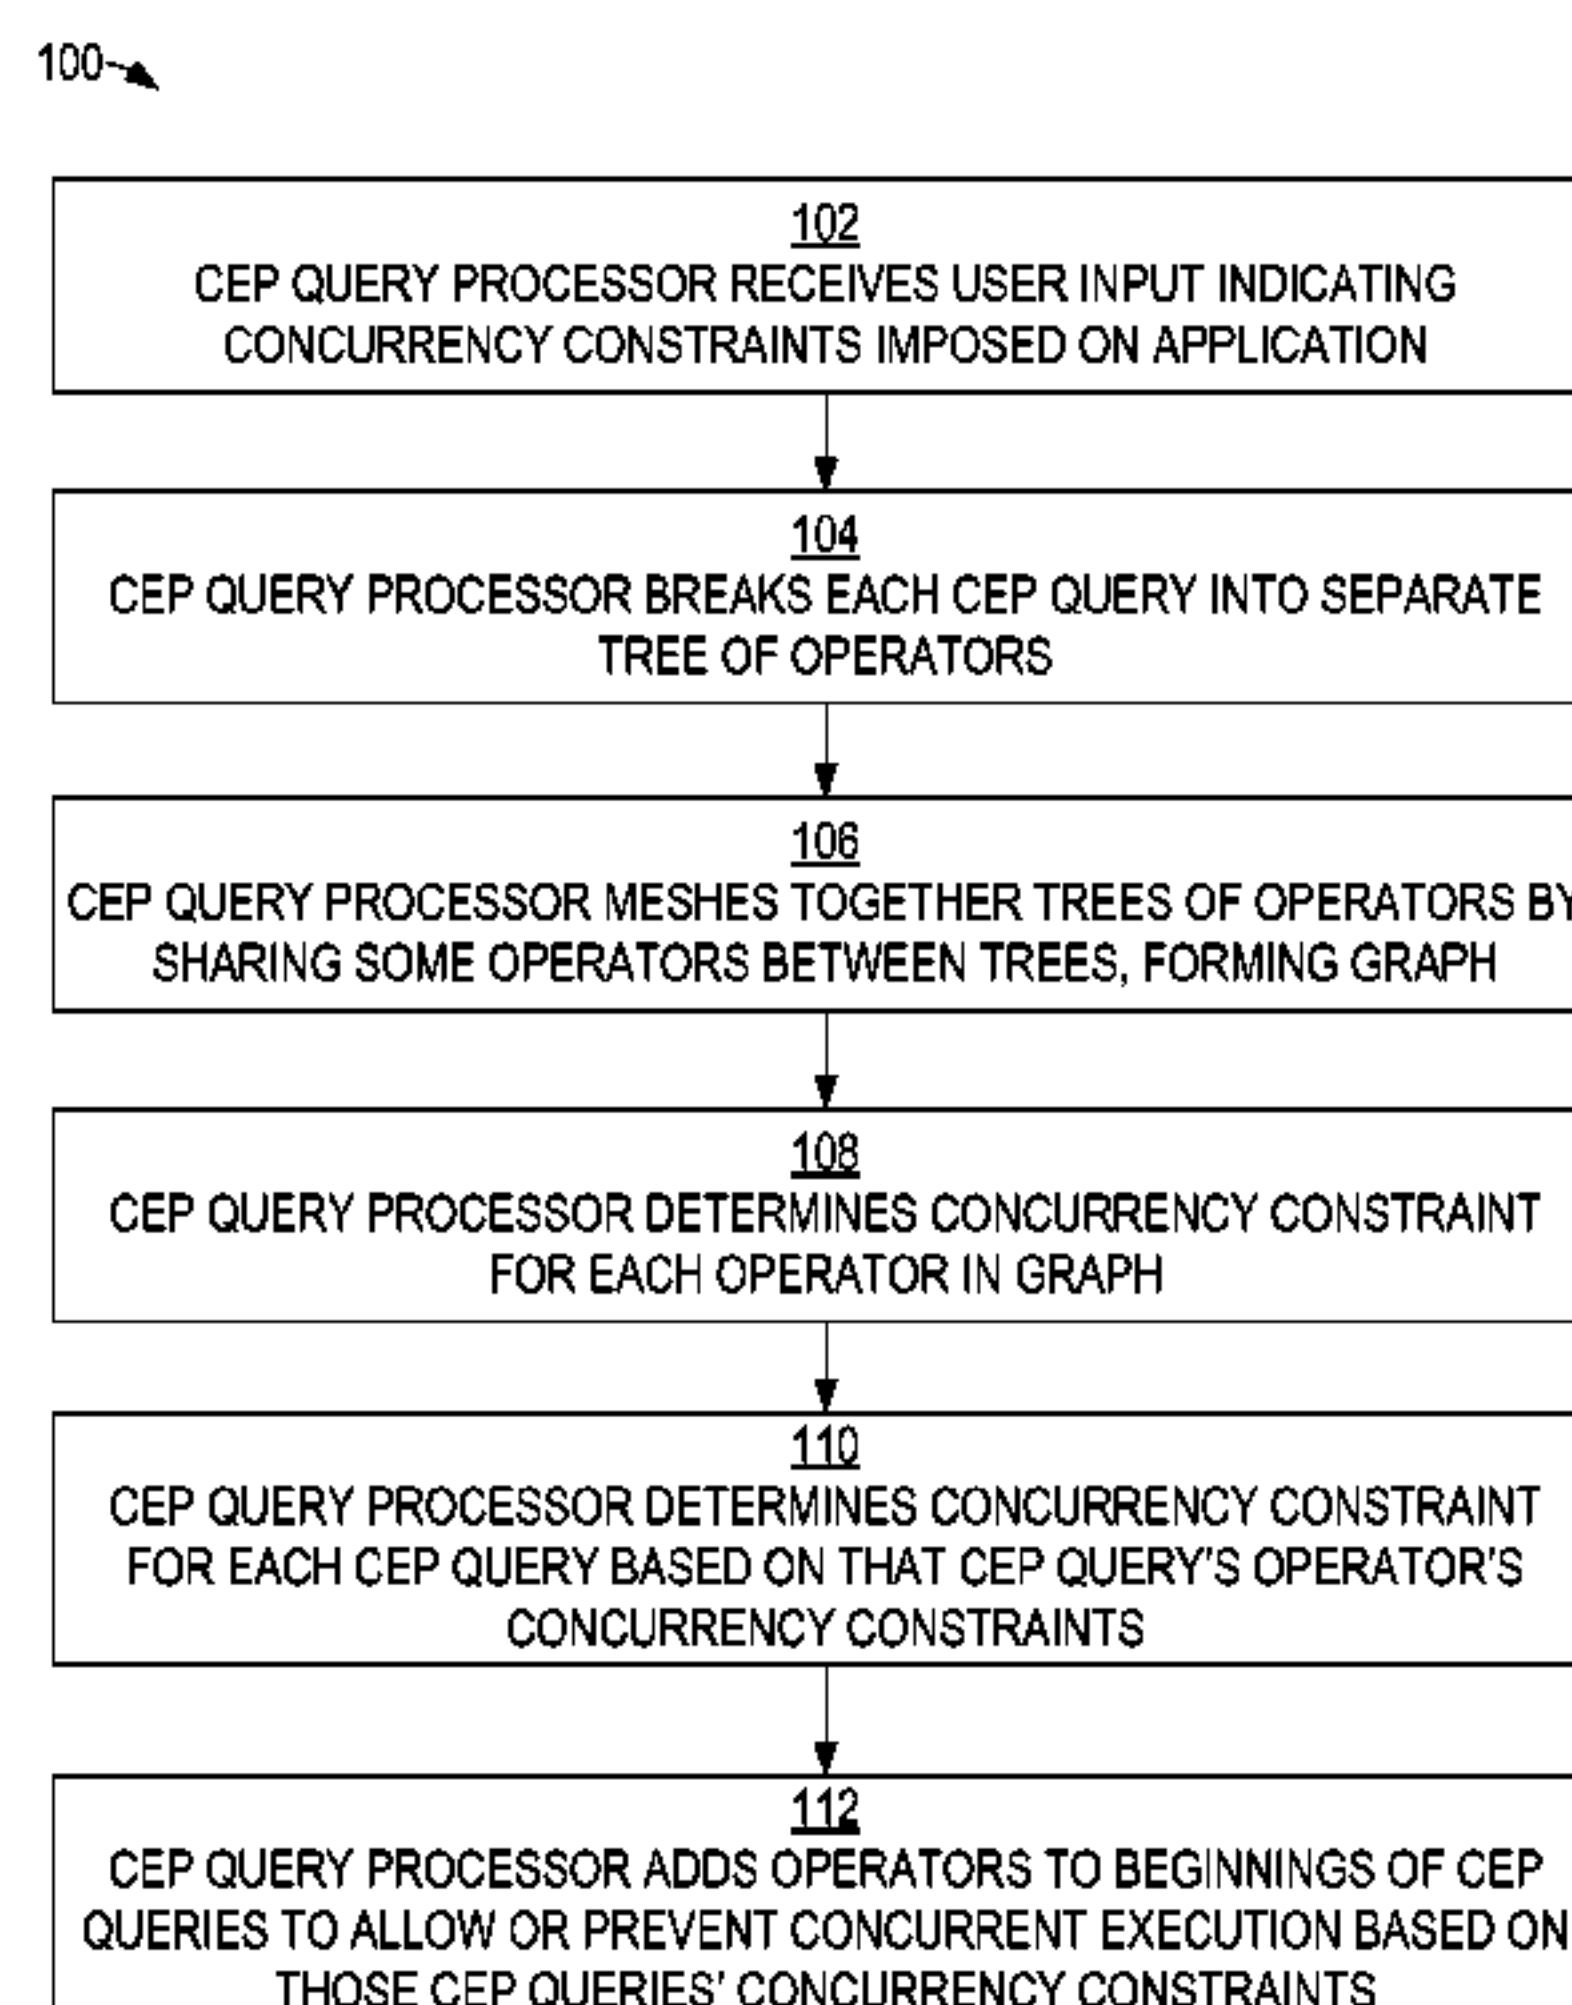 100
102
CEP QUERY PROCESSOR RECEIVES USER INPUT INDICATING
CONCURRENCY CONSTRAINTS IMPOSED ON APPLICATION
104
CEP QUERY PROCESSOR BREAKS EACH CEP QUERY INTO SEPARATE
TREE OF OPERATORS
106
CEP QUERY PROCESSOR MESHES TOGETHER TREES OF OPERATORS BY
SHARING SOME OPERATORS BETWEEN TREES, FORMING GRAPH
108
CEP QUERY PROCESSOR DETERMINES CONCURRENCY CONSTRAINT
FOR EACH OPERATOR IN GRAPH
110
CEP QUERY PROCESSOR DETERMINES CONCURRENCY CONSTRAINT
FOR EACH CEP QUERY BASED ON THAT CEP QUERY'S OPERATOR'S
CONCURRENCY CONSTRAINTS
112
CEP QUERY PROCESSOR ADDS OPERATORS TO BEGINNINGS OF CEP
QUERIES TO ALLOW OR PREVENT CONCURRENT EXECUTION BASED ON
THOSE CEP QUERIES' CONCURRENCY CONSTRAINTS